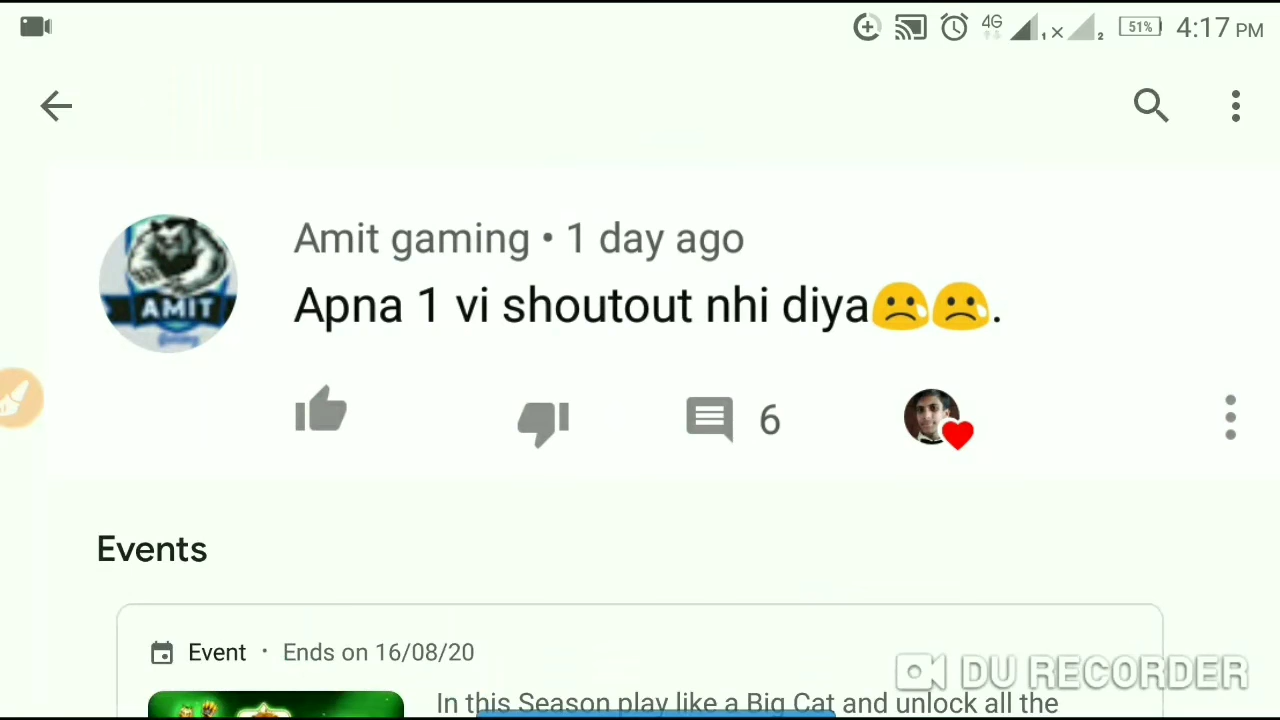 4G 1 x 2 51% 4:17 PM
Amit gaming • 1 day ago
AMIT
Apna 1 vi shoutout nhi diya😢😢.
6
Events
Event · Ends on 16/08/20
DU RECORDER
In this Season play like a Big Cat and unlock all the